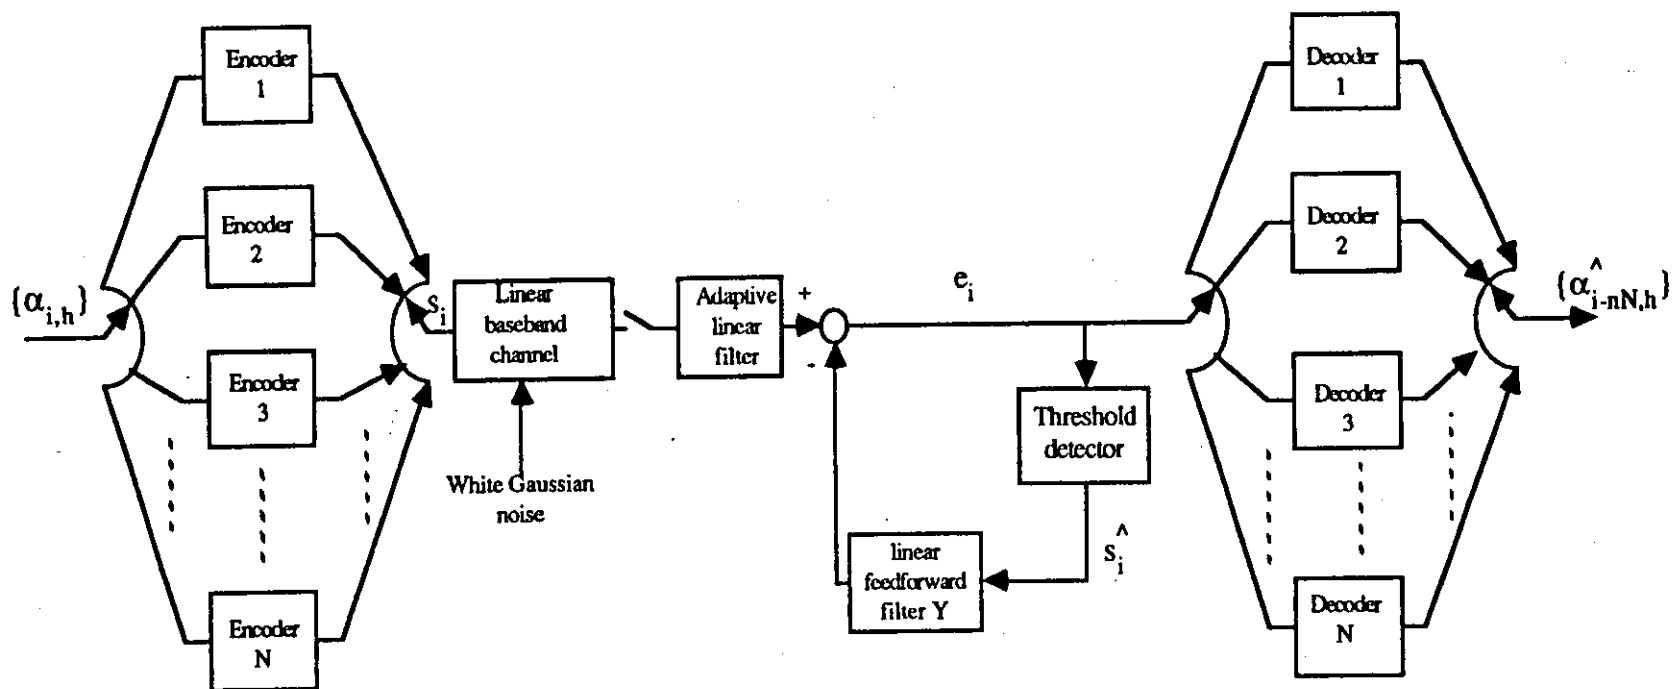 Encoder
1
Encoder
2
Encoder
3
Encoder
N
{α_{i,h}}
s_i
Linear
baseband
channel
White Gaussian
noise
Adaptive
linear
filter
+
-
e_i
Threshold
detector
ŝ_i
linear
feedforward
filter Y
Decoder
1
Decoder
2
Decoder
3
Decoder
N
{α̂_{i-nN,h}}